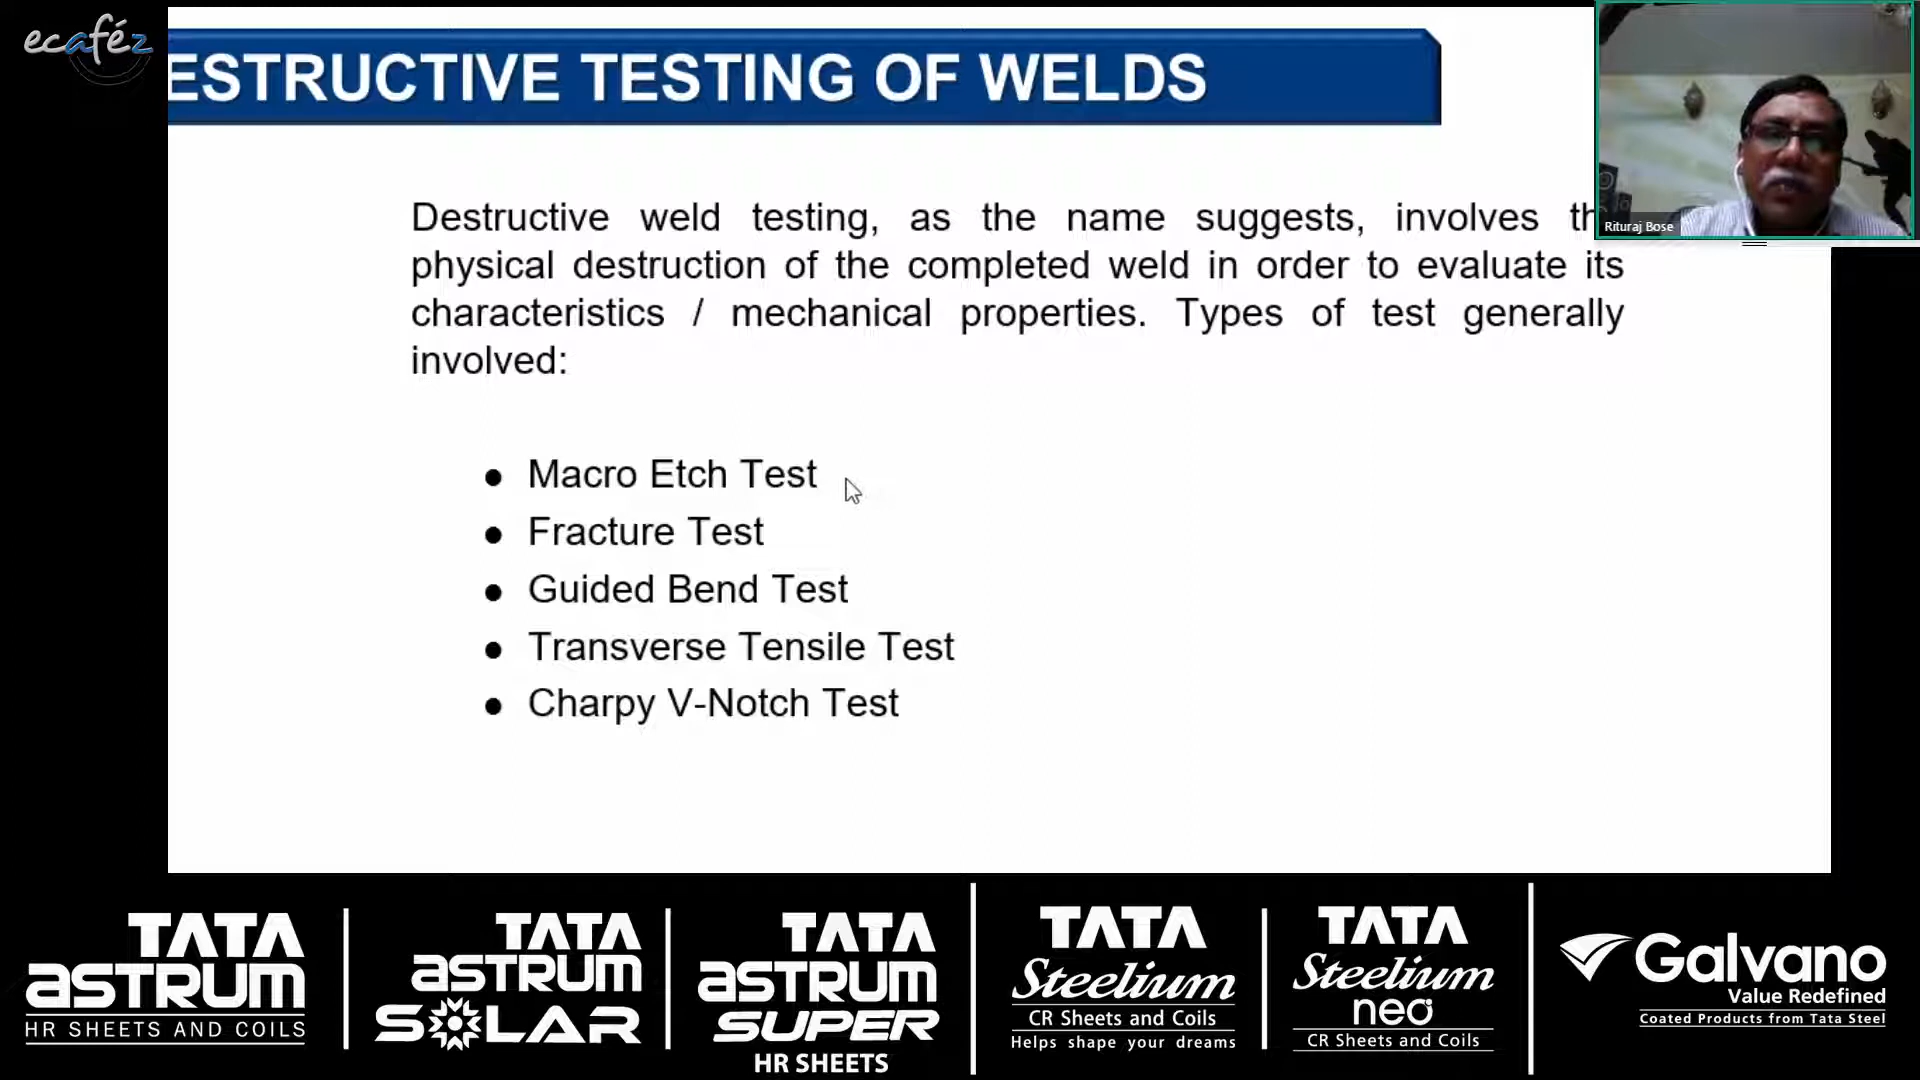 ecaféz
ESTRUCTIVE TESTING OF WELDS
Destructive weld testing, as the name suggests, involves th
physical destruction of the completed weld in order to evaluate its
characteristics / mechanical properties. Types of test generally
involved:
Rituraj Bose
● Macro Etch Test
● Fracture Test
● Guided Bend Test
● Transverse Tensile Test
● Charpy V-Notch Test
TATA
ASTRUM
HR SHEETS AND COILS
TATA
ASTRUM
SOLAR
TATA
ASTRUM
SUPER
HR SHEETS
TATA
Steelium
CR Sheets and Coils
Helps shape your dreams
TATA
Steelium
neo
CR Sheets and Coils
Galvano
Value Redefined
Coated Products from Tata Steel